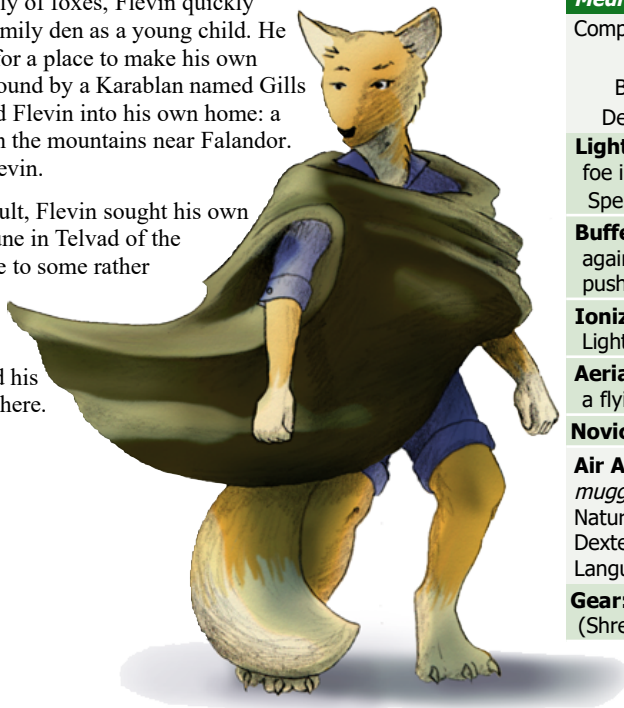 ly of foxes, Flevin quickly
mily den as a young child. He
for a place to make his own
ound by a Karablan named Gills
d Flevin into his own home: a
n the mountains near Falandor.
evin.
ult, Flevin sought his own
une in Telvad of the
e to some rather
d his
here.
Comp
B
De
Light
foe i
Spe
Buffe
again
push
Ioniz
Light
Aeria
a flyi
Novic
Air A
mugg
Natur
Dexte
Langu
Gear:
(Shre